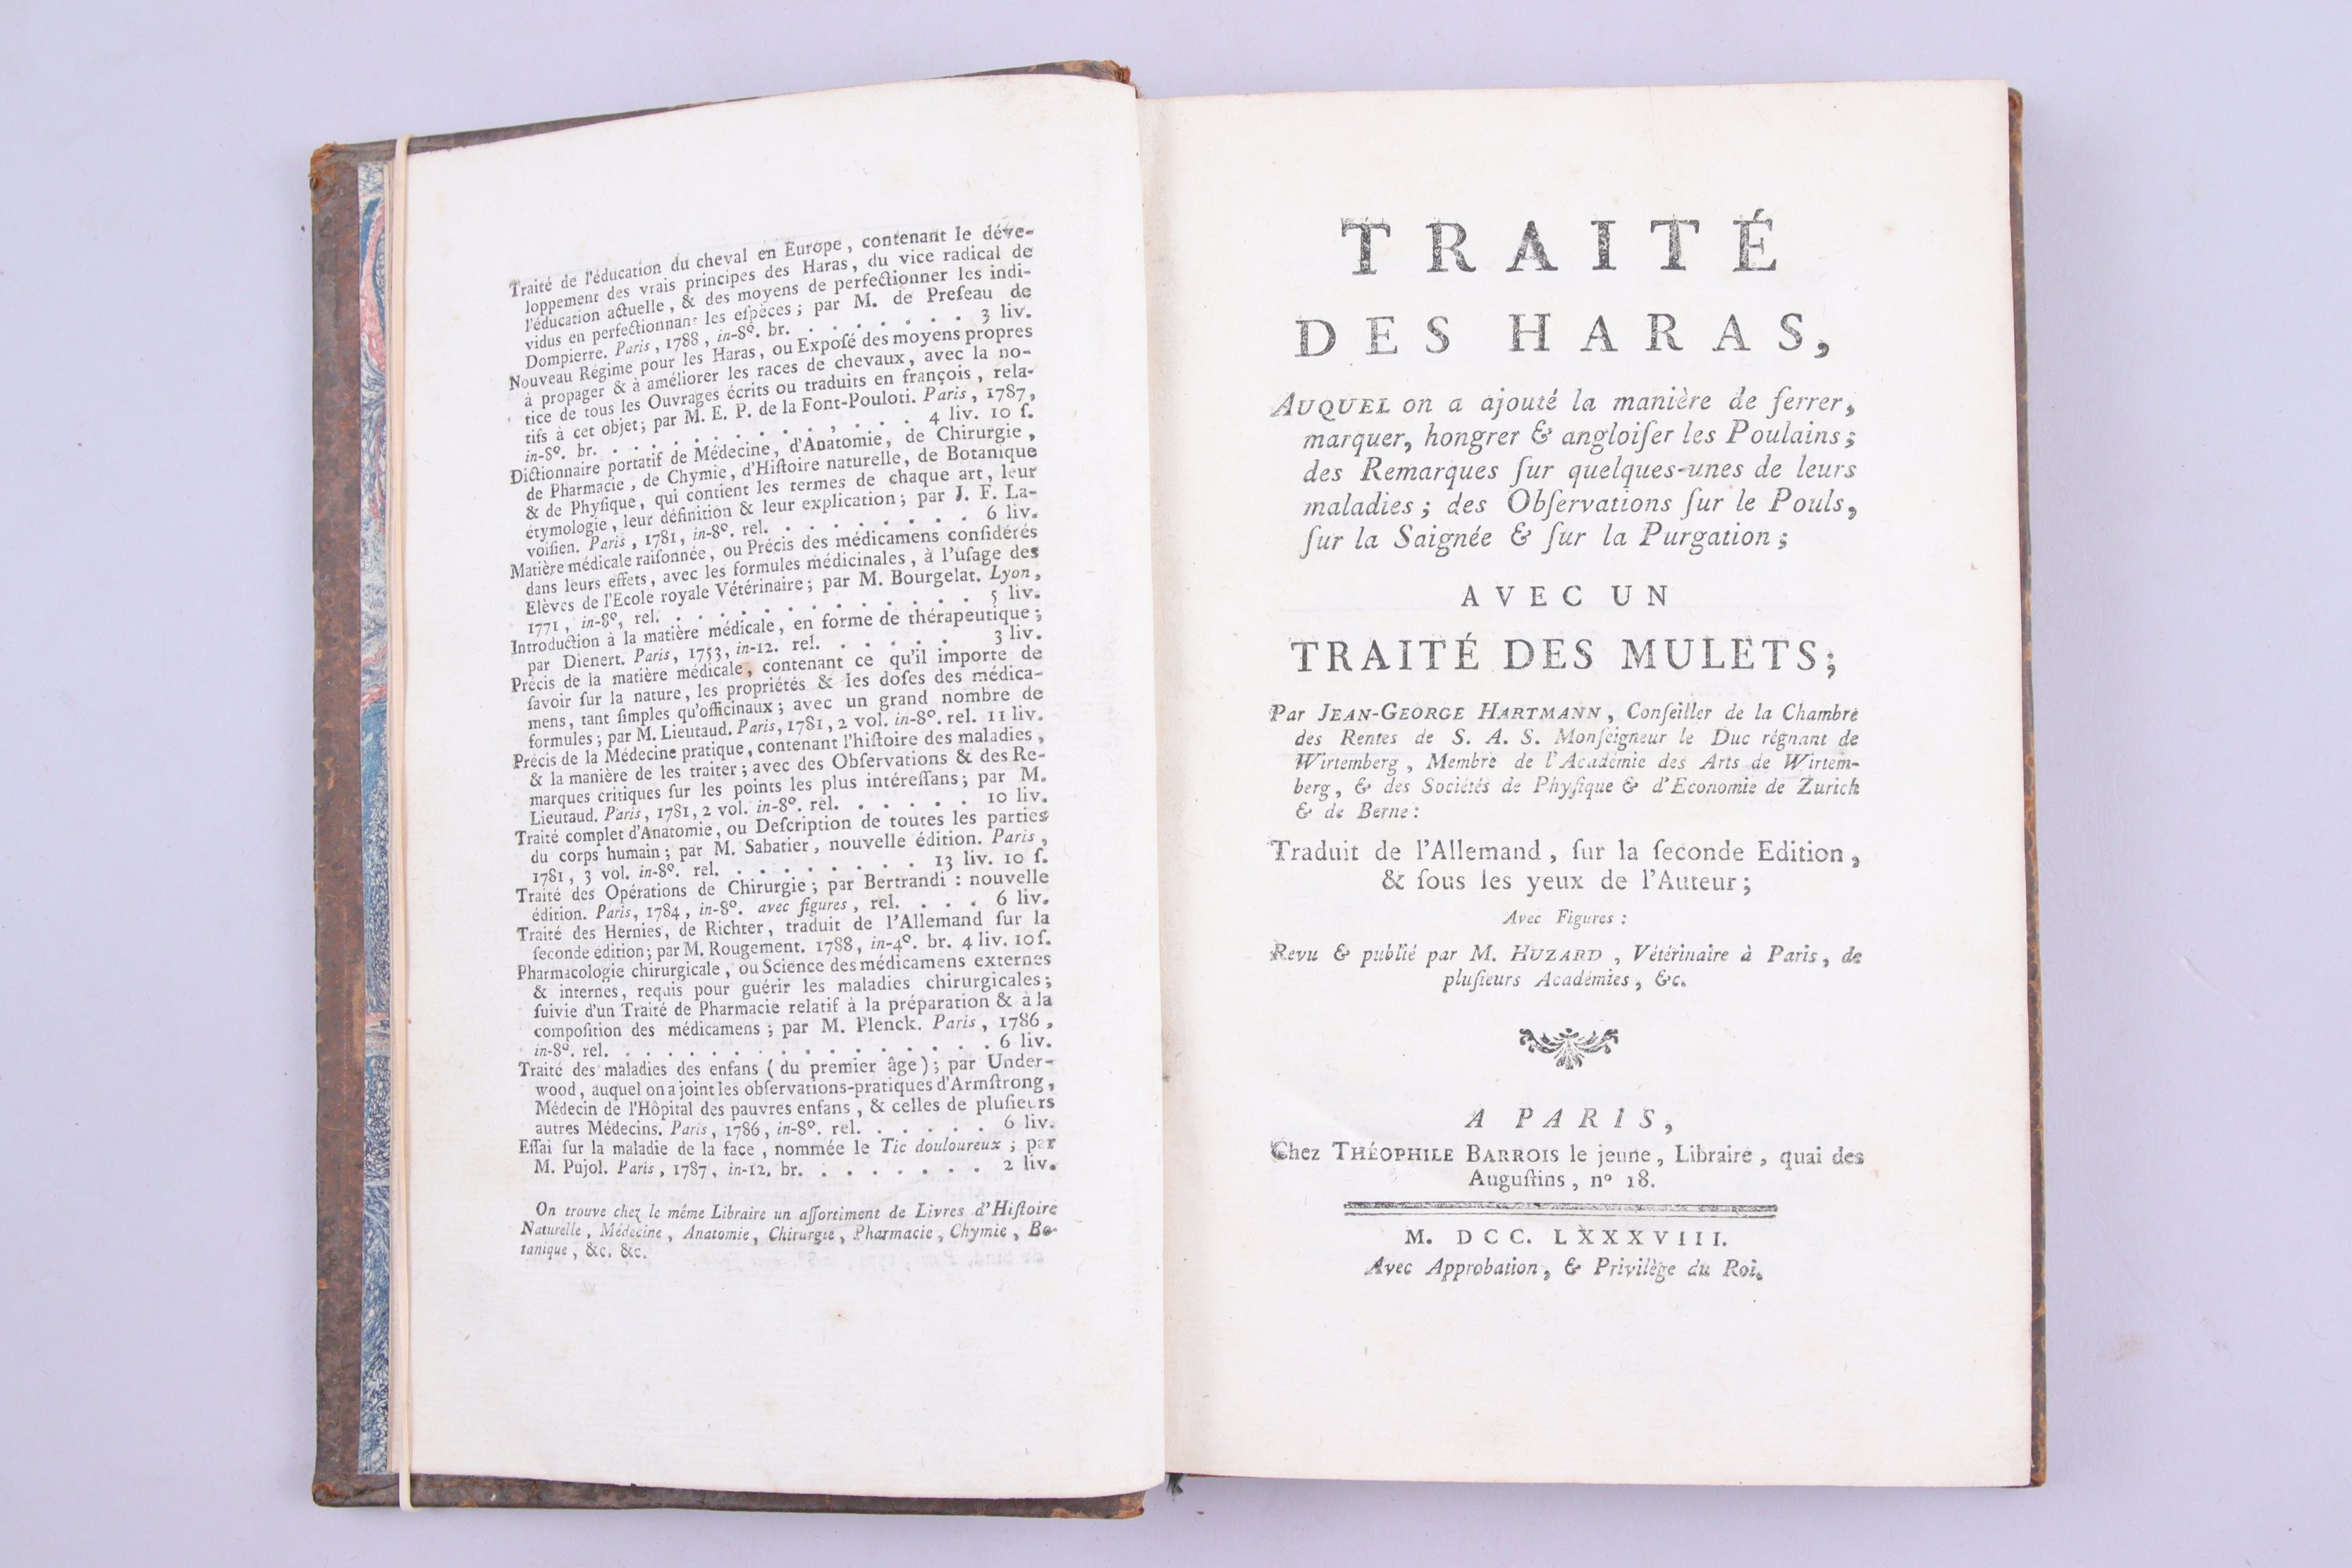 Traité de l'éducation du cheval en Europe, contenant le déve-
loppement des vrais principes des Haras, du vice radical de
l'éducation actuelle, & des moyens de perfectionner les indi-
vidus en perfectionnant les eſpèces; par M. de Preſeau de
Dompierre. Paris, 1788, in-8°. br. . . . . . . . 3 liv.
Nouveau Régime pour les Haras, ou Expoſé des moyens propres
à propager & à améliorer les races de chevaux, avec la no-
tice de tous les Ouvrages écrits ou traduits en françois, rela-
tifs à cet objet; par M. E. P. de la Font-Pouloti. Paris, 1787,
in-8°. br. . . . . . . . . . . . . 4 liv. 10 ſ.
Dictionnaire portatif de Médecine, d'Anatomie, de Chirurgie,
de Pharmacie, de Chymie, d'Hiſtoire naturelle, de Botanique
& de Phyſique, qui contient les termes de chaque art, leur
étymologie, leur définition & leur explication; par J. F. La-
voiſien. Paris, 1781, in-8°. rel. . . . . . . . . 6 liv.
Matière médicale raiſonnée, ou Précis des médicamens conſidérés
dans leurs effets, avec les formules médicinales, à l'uſage des
Elèves de l'Ecole royale Vétérinaire; par M. Bourgelat. Lyon,
1771, in-8°, rel. . . . . . . . . . . . . 5 liv.
Introduction à la matière médicale, en forme de thérapeutique;
par Dienert. Paris, 1753, in-12. rel. . . . . . 3 liv.
Précis de la matière médicale, contenant ce qu'il importe de
ſavoir ſur la nature, les propriétés & les doſes des médica-
mens, tant ſimples qu'officinaux; avec un grand nombre de
formules; par M. Lieutaud. Paris, 1781, 2 vol. in-8°. rel. 11 liv.
Précis de la Médecine pratique, contenant l'hiſtoire des maladies,
& la manière de les traiter; avec des Obſervations & des Re-
marques critiques ſur les points les plus intéreſſans; par M.
Lieutaud. Paris, 1781, 2 vol. in-8°. rel. . . . . . 10 liv.
Traité complet d'Anatomie, ou Deſcription de toutes les parties
du corps humain; par M. Sabatier, nouvelle édition. Paris,
1781, 3 vol. in-8°. rel. . . . . . . . . 13 liv. 10 ſ.
Traité des Opérations de Chirurgie; par Bertrandi: nouvelle
édition. Paris, 1784, in-8°. avec figures, rel. . . . 6 liv.
Traité des Hernies, de Richter, traduit de l'Allemand ſur la
ſeconde édition; par M. Rougement. 1788, in-4°. br. 4 liv. 10 ſ.
Pharmacologie chirurgicale, ou Science des médicamens externes
& internes, requis pour guérir les maladies chirurgicales;
ſuivie d'un Traité de Pharmacie relatif à la préparation & à la
compoſition des médicamens; par M. Plenck. Paris, 1786,
in-8°. rel. . . . . . . . . . . . . . . . 6 liv.
Traité des maladies des enfans (du premier âge); par Under-
wood, auquel on a joint les obſervations-pratiques d'Armſtrong,
Médecin de l'Hôpital des pauvres enfans, & celles de pluſieurs
autres Médecins. Paris, 1786, in-8°. rel. . . . . . 6 liv.
Eſſai ſur la maladie de la face, nommée le Tic douloureux; par
M. Pujol. Paris, 1787, in-12. br. . . . . . . . 2 liv.
On trouve chez le même Libraire un aſſortiment de Livres d'Hiſtoire
Naturelle, Médecine, Anatomie, Chirurgie, Pharmacie, Chymie, Bo-
tanique, &c. &c.
TRAITÉ
DES HARAS,
AUQUEL on a ajouté la manière de ferrer,
marquer, hongrer & angloiſer les Poulains;
des Remarques ſur quelques-unes de leurs
maladies; des Obſervations ſur le Pouls,
ſur la Saignée & ſur la Purgation;
AVEC UN
TRAITÉ DES MULETS;
Par JEAN-GEORGE HARTMANN, Conſeiller de la Chambre
des Rentes de S. A. S. Monſeigneur le Duc régnant de
Wirtemberg, Membre de l'Académie des Arts de Wirtem-
berg, & des Sociétés de Phyſique & d'Economie de Zurich
& de Berne:
Traduit de l'Allemand, ſur la ſeconde Edition,
& ſous les yeux de l'Auteur;
Avec Figures:
Revu & publié par M. HUZARD, Vétérinaire à Paris, de
pluſieurs Académies, &c.
A PARIS,
Chez THÉOPHILE BARROIS le jeune, Libraire, quai des
Auguſtins, n° 18.
M. DCC. LXXXVIII.
Avec Approbation, & Privilège du Roi.